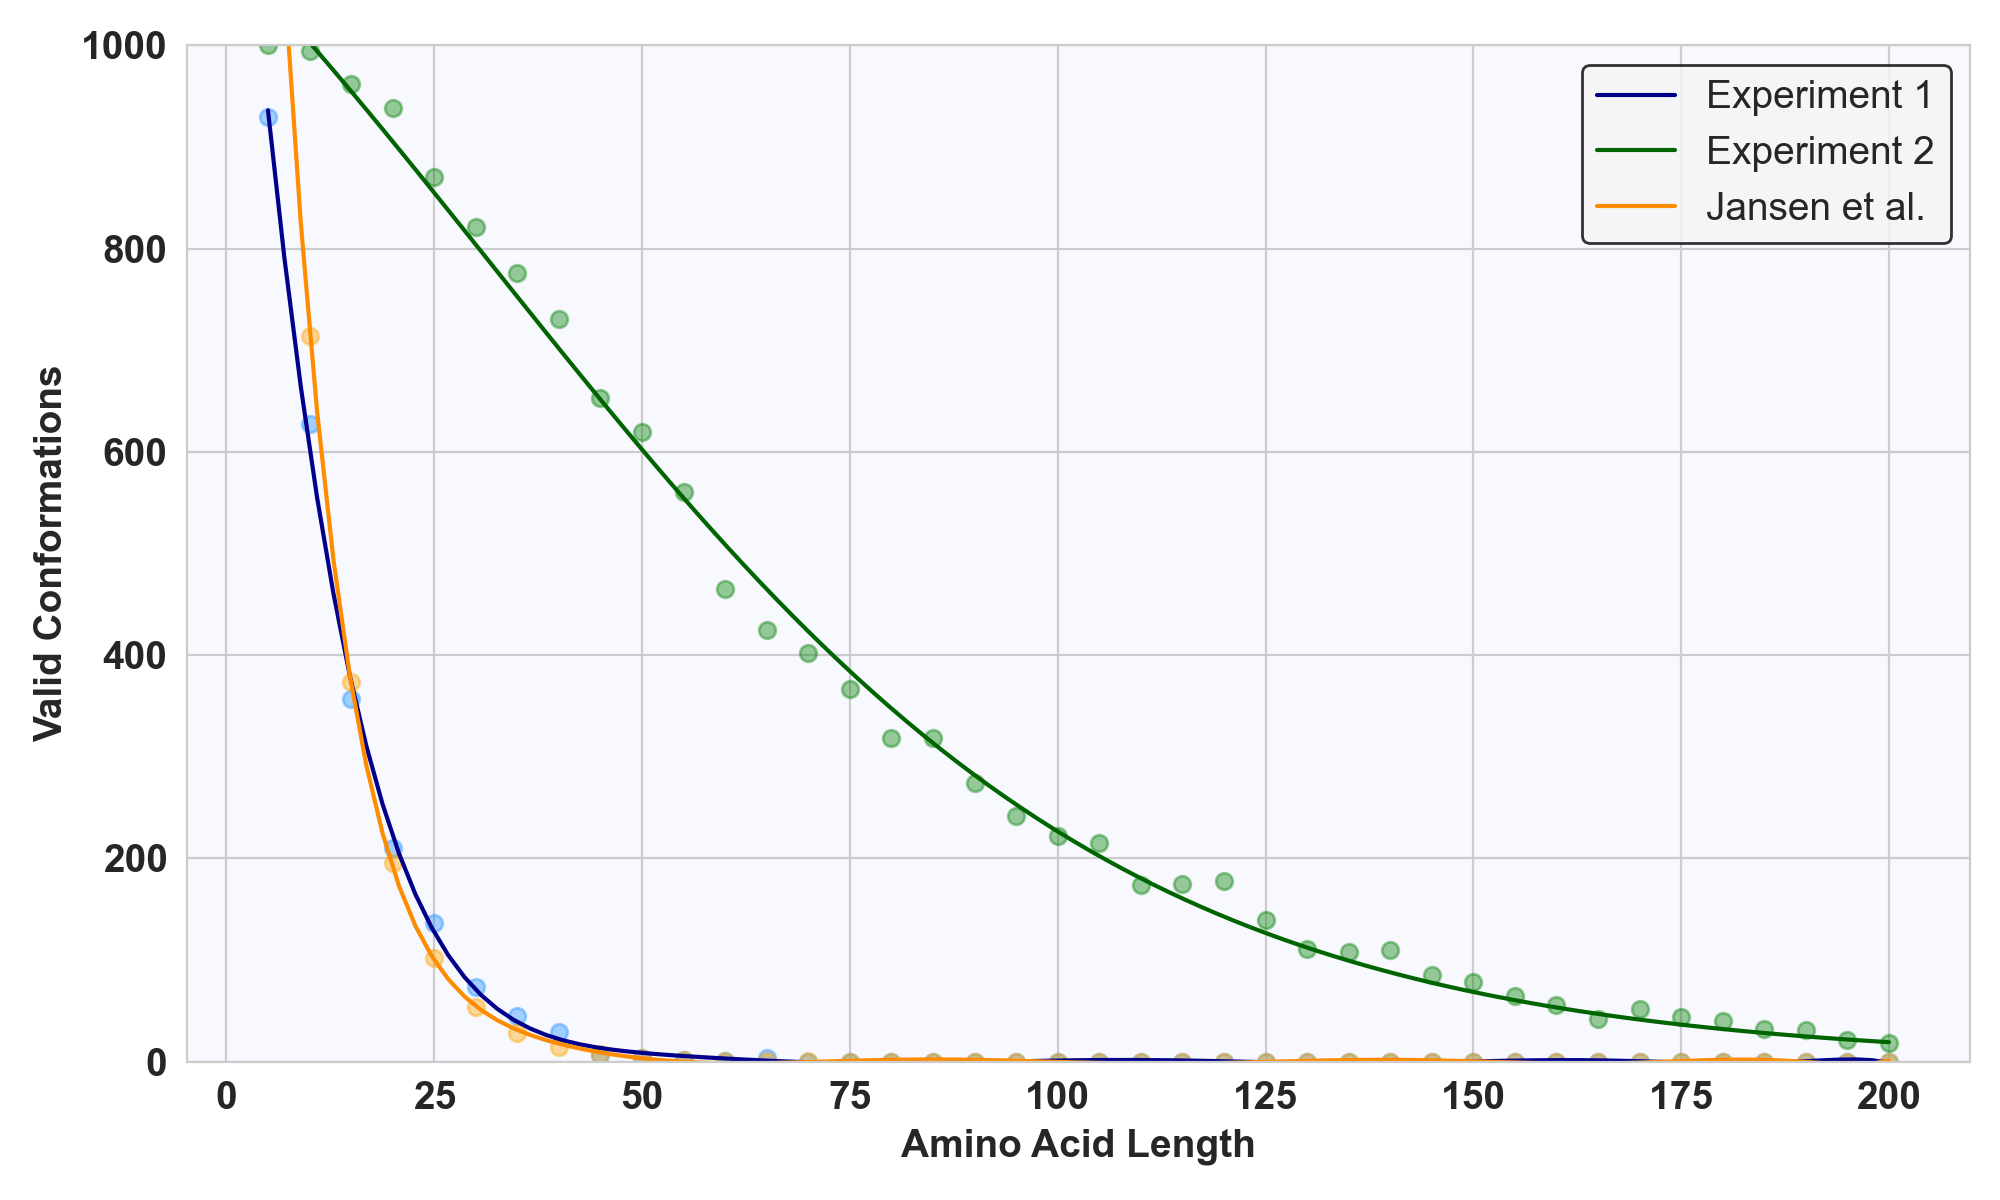 1000
800
600
400
200
0
Valid Conformations
Experiment 1
Experiment 2
Jansen et al.
0 25 50 75 100 125 150 175 200
Amino Acid Length